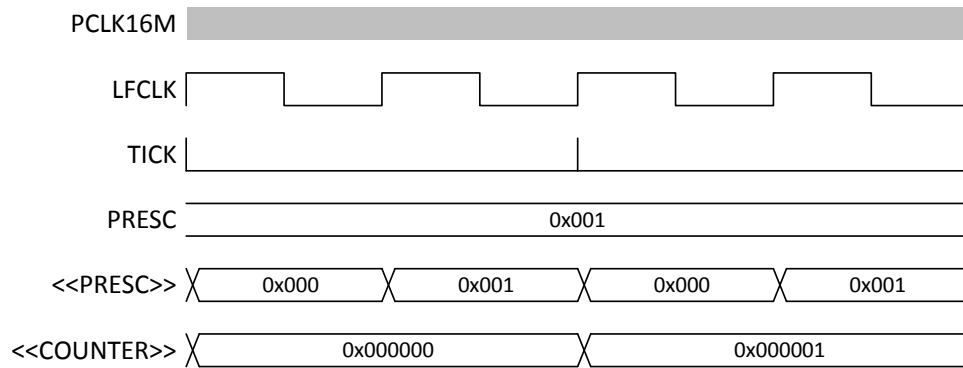 PCLK16M
LFCLK
TICK
PRESC 0x001
<<PRESC>> 0x000 0x001 0x000 0x001
<<COUNTER>> 0x000000 0x000001